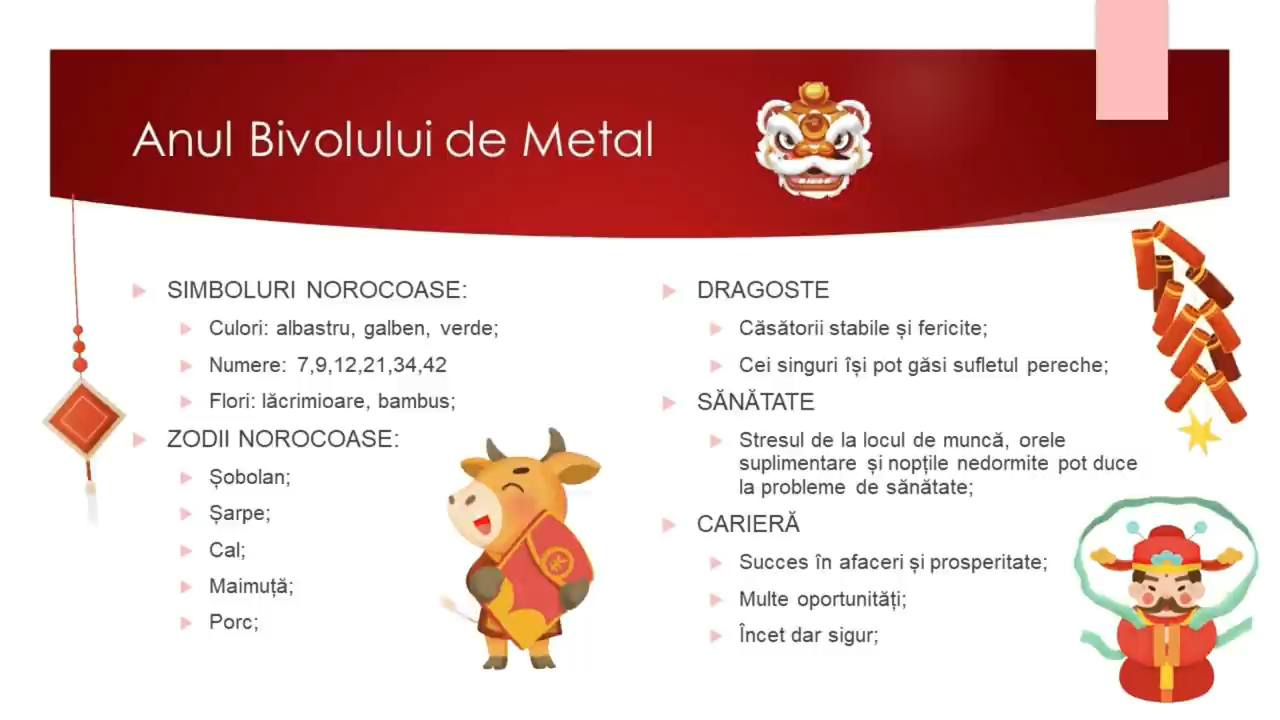 Anul Bivolului de Metal
SIMBOLURI NOROCOASE:
Culori: albastru, galben, verde;
Numere: 7,9,12,21,34,42
Flori: lăcrimioare, bambus;
ZODII NOROCOASE:
Șobolan;
Șarpe;
Cal;
Maimuță;
Porc;
DRAGOSTE
Căsătorii stabile și fericite;
Cei singuri își pot găsi sufletul pereche;
SĂNĂTATE
Stresul de la locul de muncă, orele
suplimentare și nopțile nedormite pot duce
la probleme de sănătate;
CARIERĂ
Succes în afaceri și prosperitate;
Multe oportunități;
Încet dar sigur;